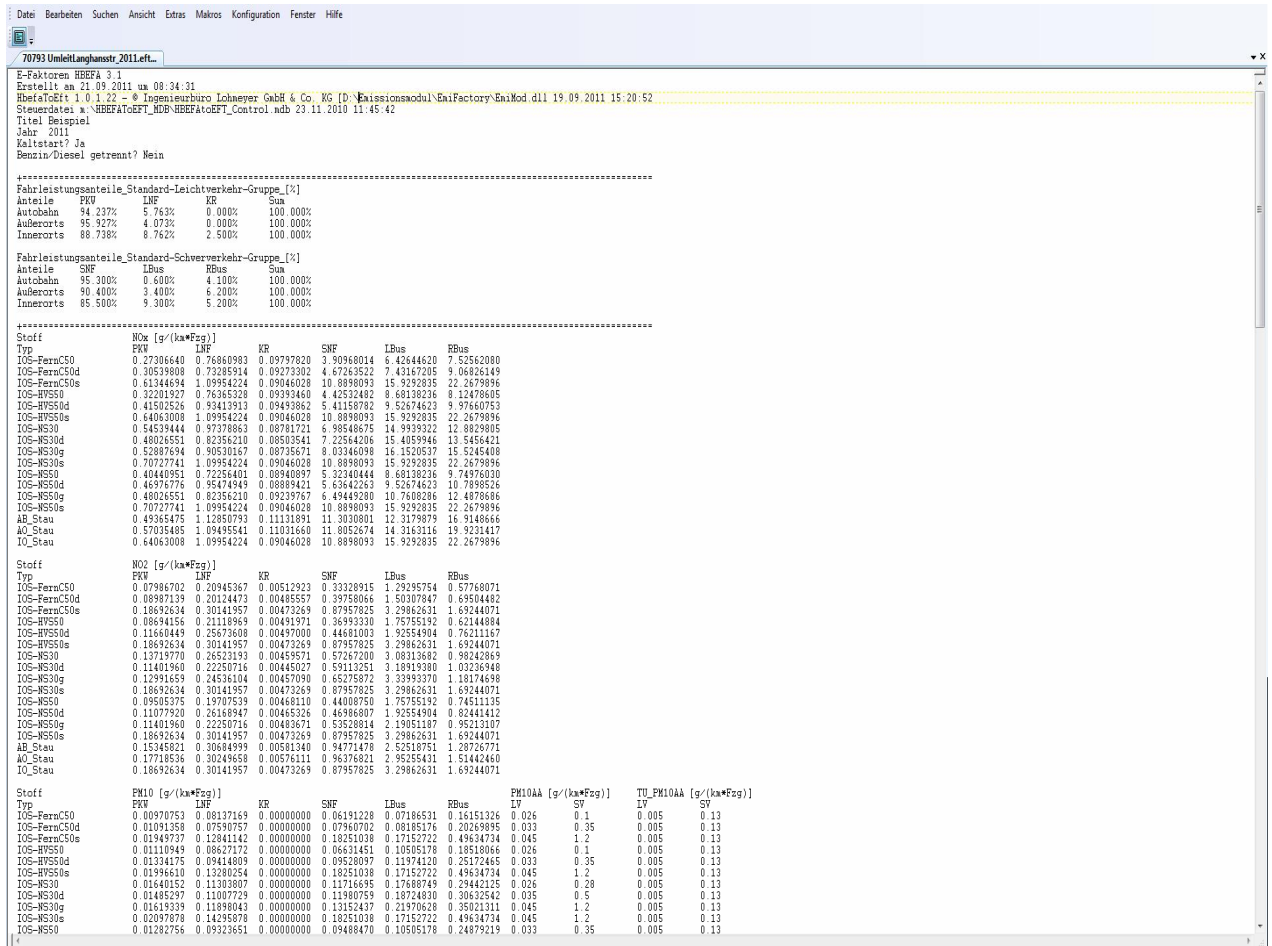 Datei Bearbeiten Suchen Ansicht Extras Makros Konfiguration Fenster Hilfe
70793 UmleitLanghansstr_2011.eft...
E-Faktoren HBEFA 3.1
Erstellt am 21.09.2011 um 08:34:31
HbefaToEft 1.0.1.22 - © Ingenieurbüro Lohmeyer GmbH & Co. KG [D:\Emissionsmodul\EmiFactory\EmiMod.dll 19.09.2011 15:20:52
Steuerdatei m:\HBEFAToEFT_MDB\HBEFAtoEFT_Control.mdb 23.11.2010 11:45:42
Titel Beispiel
Jahr 2011
Kaltstart? Ja
Benzin/Diesel getrennt? Nein
Fahrleistungsanteile_Standard-Leichtverkehr-Gruppe_[%]
Anteile PKW LNF KR Sum
Autobahn 94.237% 5.763% 0.000% 100.000%
Außerorts 95.927% 4.073% 0.000% 100.000%
Innerorts 88.738% 8.762% 2.500% 100.000%
Fahrleistungsanteile_Standard-Schwerverkehr-Gruppe_[%]
Anteile SNF LBus RBus Sum
Autobahn 95.300% 0.600% 4.100% 100.000%
Außerorts 90.400% 3.400% 6.200% 100.000%
Innerorts 85.500% 9.300% 5.200% 100.000%
Stoff NOx [g/(km*Fzg)]
Typ PKW LNF KR SNF LBus RBus
IOS-FernC50 0.27306640 0.76860983 0.09797820 3.90968014 6.42644620 7.52562080
IOS-FernC50d 0.30539808 0.73285914 0.09273302 4.67263522 7.43167205 9.06826149
IOS-FernC50s 0.61344694 1.09954224 0.09046028 10.8898093 15.9292835 22.2679896
IOS-HVS50 0.32201927 0.76365328 0.09393460 4.42532482 8.68138236 8.12478605
IOS-HVS50d 0.41502526 0.93413913 0.09493862 5.41158782 9.52674623 9.97660753
IOS-HVS50s 0.64063008 1.09954224 0.09046028 10.8898093 15.9292835 22.2679896
IOS-NS30 0.54539444 0.97378863 0.08781721 6.98548675 14.9939322 12.8829805
IOS-NS30d 0.48026551 0.82356210 0.08503541 7.22564206 15.4059946 13.5456421
IOS-NS30g 0.52887694 0.90530167 0.08735671 8.03346098 16.1520537 15.5245408
IOS-NS30s 0.70727741 1.09954224 0.09046028 10.8898093 15.9292835 22.2679896
IOS-NS50 0.40440951 0.72256401 0.08940897 5.32340444 8.68138236 9.74976030
IOS-NS50d 0.46976776 0.95474949 0.08889421 5.63642263 9.52674623 10.7898526
IOS-NS50g 0.48026551 0.82356210 0.09239767 6.49449280 10.7608286 12.4878686
IOS-NS50s 0.70727741 1.09954224 0.09046028 10.8898093 15.9292835 22.2679896
AB_Stau 0.49365475 1.12850793 0.11131891 11.3030801 12.3179879 16.9148666
AO_Stau 0.57035485 1.09495541 0.11031660 11.8052674 14.3163116 19.9231417
IO_Stau 0.64063008 1.09954224 0.09046028 10.8898093 15.9292835 22.2679896
Stoff NO2 [g/(km*Fzg)]
Typ PKW LNF KR SNF LBus RBus
IOS-FernC50 0.07986702 0.20945367 0.00512923 0.33328915 1.29295754 0.57768071
IOS-FernC50d 0.08987139 0.20124473 0.00485557 0.39758066 1.50307847 0.69504482
IOS-FernC50s 0.18692634 0.30141957 0.00473269 0.87957825 3.29862631 1.69244071
IOS-HVS50 0.08694156 0.21118969 0.00491971 0.36993330 1.75755192 0.62144884
IOS-HVS50d 0.11660449 0.25673608 0.00497000 0.44681003 1.92554904 0.76211167
IOS-HVS50s 0.18692634 0.30141957 0.00473269 0.87957825 3.29862631 1.69244071
IOS-NS30 0.13719770 0.26523193 0.00459571 0.57267200 3.08313682 0.98242869
IOS-NS30d 0.11401960 0.22250716 0.00445027 0.59113251 3.18919380 1.03236948
IOS-NS30g 0.12991659 0.24536104 0.00457090 0.65275872 3.33993370 1.18174698
IOS-NS30s 0.18692634 0.30141957 0.00473269 0.87957825 3.29862631 1.69244071
IOS-NS50 0.09505375 0.19707539 0.00468110 0.44008750 1.75755192 0.74511135
IOS-NS50d 0.11077920 0.26168947 0.00465326 0.46986807 1.92554904 0.82441412
IOS-NS50g 0.11401960 0.22250716 0.00483671 0.53528814 2.19051187 0.95213107
IOS-NS50s 0.18692634 0.30141957 0.00473269 0.87957825 3.29862631 1.69244071
AB_Stau 0.15345821 0.30684999 0.00581340 0.94771478 2.52518751 1.28726771
AO_Stau 0.17718536 0.30249658 0.00576111 0.96376821 2.95255431 1.51442460
IO_Stau 0.18692634 0.30141957 0.00473269 0.87957825 3.29862631 1.69244071
Stoff PM10 [g/(km*Fzg)] PM10AA [g/(km*Fzg)] TU_PM10AA [g/(km*Fzg)]
Typ PKW LNF KR SNF LBus RBus LV SV LV SV
IOS-FernC50 0.00970753 0.08137169 0.00000000 0.06191228 0.07186531 0.16151326 0.026 0.1 0.005 0.13
IOS-FernC50d 0.01091358 0.07590757 0.00000000 0.07960702 0.08185176 0.20269895 0.033 0.35 0.005 0.13
IOS-FernC50s 0.01949737 0.12841142 0.00000000 0.18251038 0.17152722 0.49634734 0.045 1.2 0.005 0.13
IOS-HVS50 0.01110949 0.08627172 0.00000000 0.06631451 0.10505178 0.18518066 0.026 0.1 0.005 0.13
IOS-HVS50d 0.01334175 0.09414809 0.00000000 0.09528097 0.11974120 0.25172465 0.033 0.35 0.005 0.13
IOS-HVS50s 0.01996610 0.13280254 0.00000000 0.18251038 0.17152722 0.49634734 0.045 1.2 0.005 0.13
IOS-NS30 0.01640152 0.11303807 0.00000000 0.11716695 0.17688749 0.29442125 0.026 0.28 0.005 0.13
IOS-NS30d 0.01485297 0.11007729 0.00000000 0.11980759 0.18724830 0.30632542 0.035 0.5 0.005 0.13
IOS-NS30g 0.01619339 0.11898043 0.00000000 0.13152437 0.21970628 0.35021311 0.045 1.2 0.005 0.13
IOS-NS30s 0.02097878 0.14295878 0.00000000 0.18251038 0.17152722 0.49634734 0.045 1.2 0.005 0.13
IOS-NS50 0.01282756 0.09323651 0.00000000 0.09488470 0.10505178 0.24879219 0.033 0.35 0.005 0.13